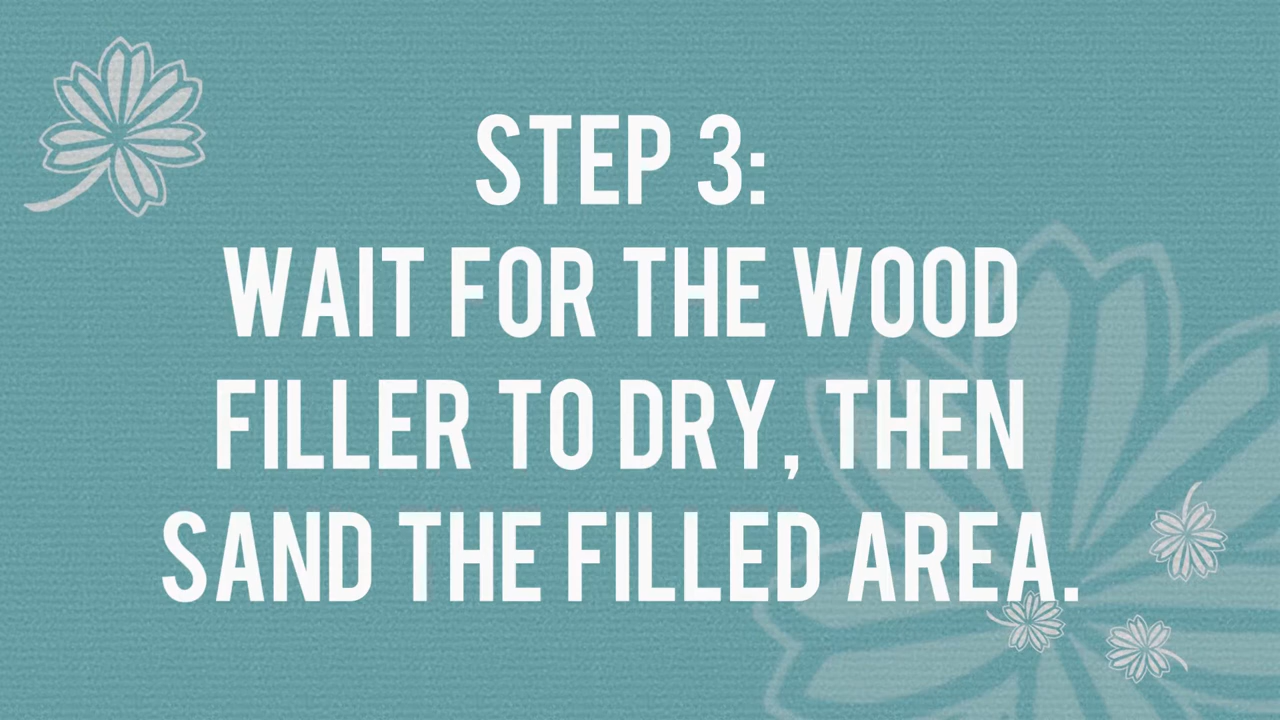 STEP 3:
WAIT FOR THE WOOD
FILLER TO DRY, THEN
SAND THE FILLED AREA.